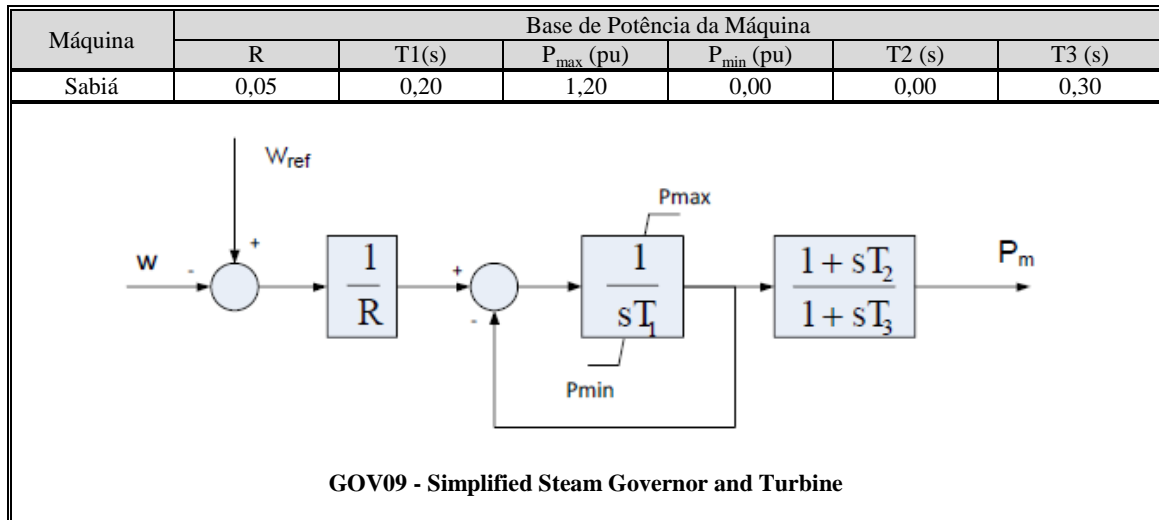 Máquina
Base de Potência da Máquina
R T1(s) Pmax (pu) Pmin (pu) T2 (s) T3 (s)
Sabiá 0,05 0,20 1,20 0,00 0,00 0,30
Wref
Pmax
w - + 1 + 1 1 + sT2 Pm
R - sT1 1 + sT3
Pmin
GOV09 - Simplified Steam Governor and Turbine